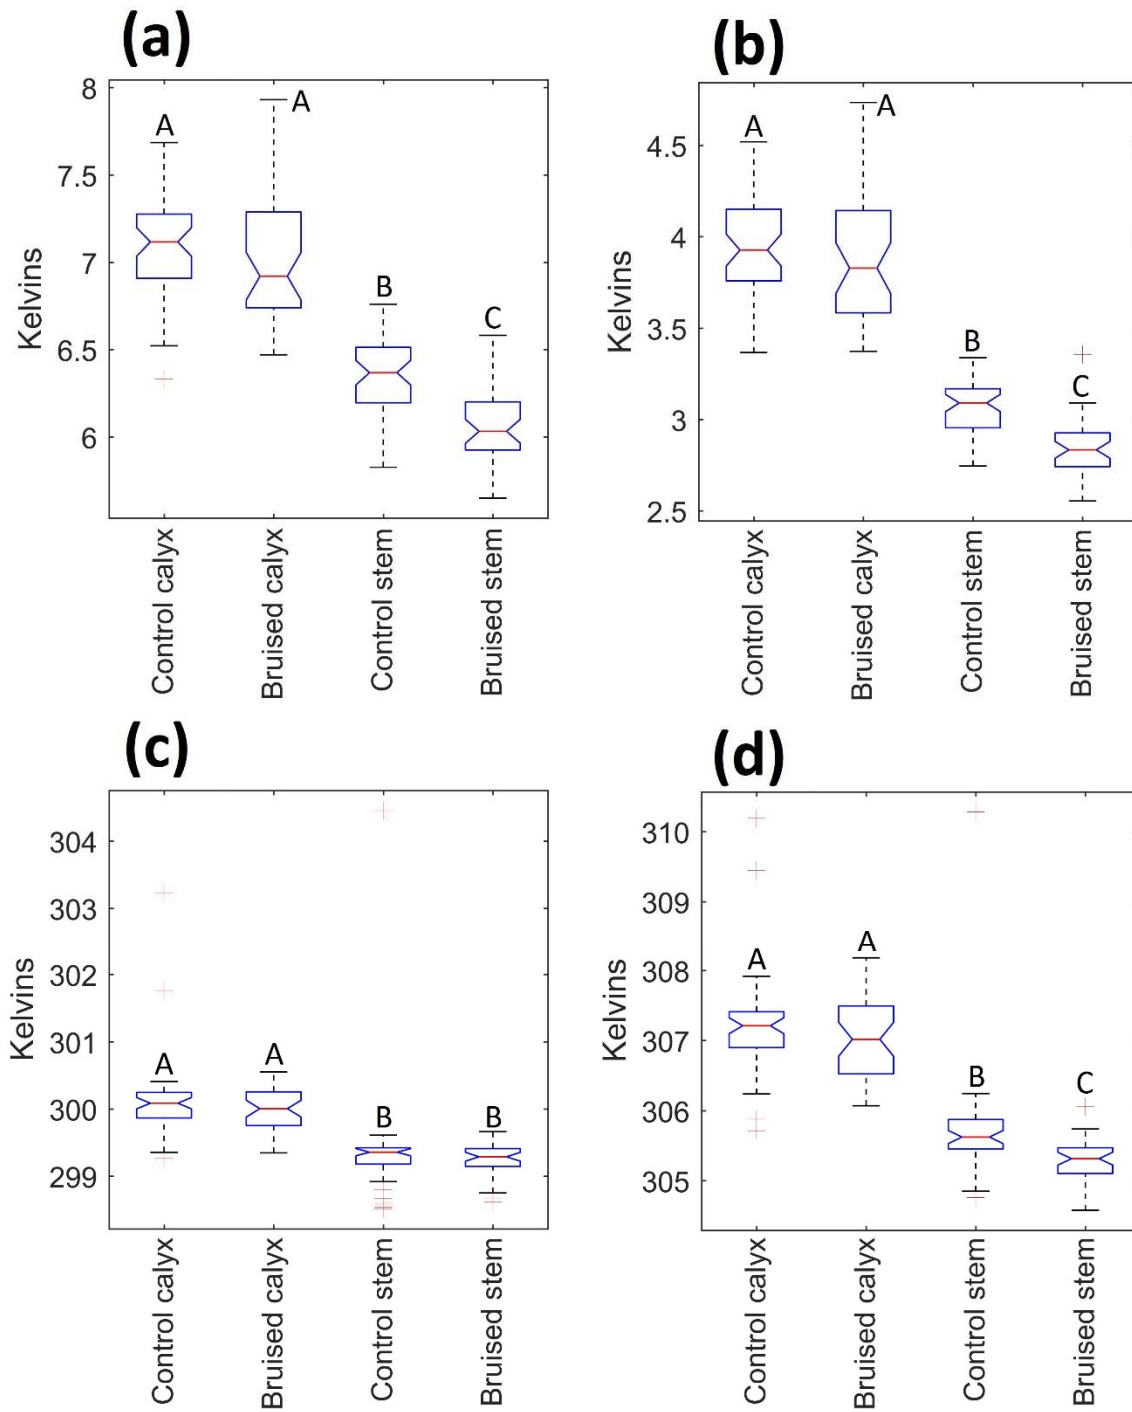 (a)
8
7.5
7
6.5
6
Kelvins
A
A
B
C
Control calyx
Bruised calyx
Control stem
Bruised stem
(b)
4.5
4
3.5
3
2.5
Kelvins
A
A
B
C
Control calyx
Bruised calyx
Control stem
Bruised stem
(c)
304
303
302
301
300
299
Kelvins
A
A
B
B
Control calyx
Bruised calyx
Control stem
Bruised stem
(d)
310
309
308
307
306
305
Kelvins
A
A
B
C
Control calyx
Bruised calyx
Control stem
Bruised stem